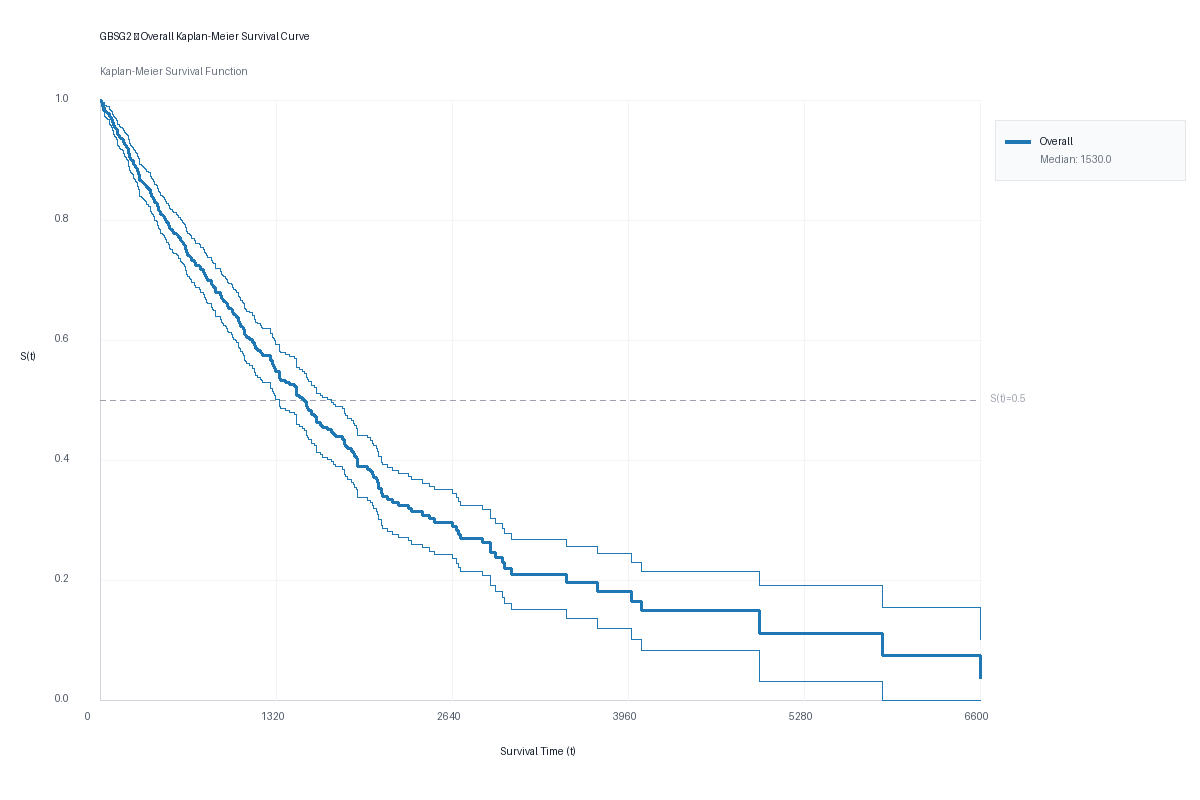 GBSG2 Overall Kaplan-Meier Survival Curve
Kaplan-Meier Survival Function
1.0
0.8
0.6
0.4
0.2
0.0
S(t)
0
1320
2640
3960
5280
6600
Survival Time (t)
S(t)=0.5
Overall
Median: 1530.0